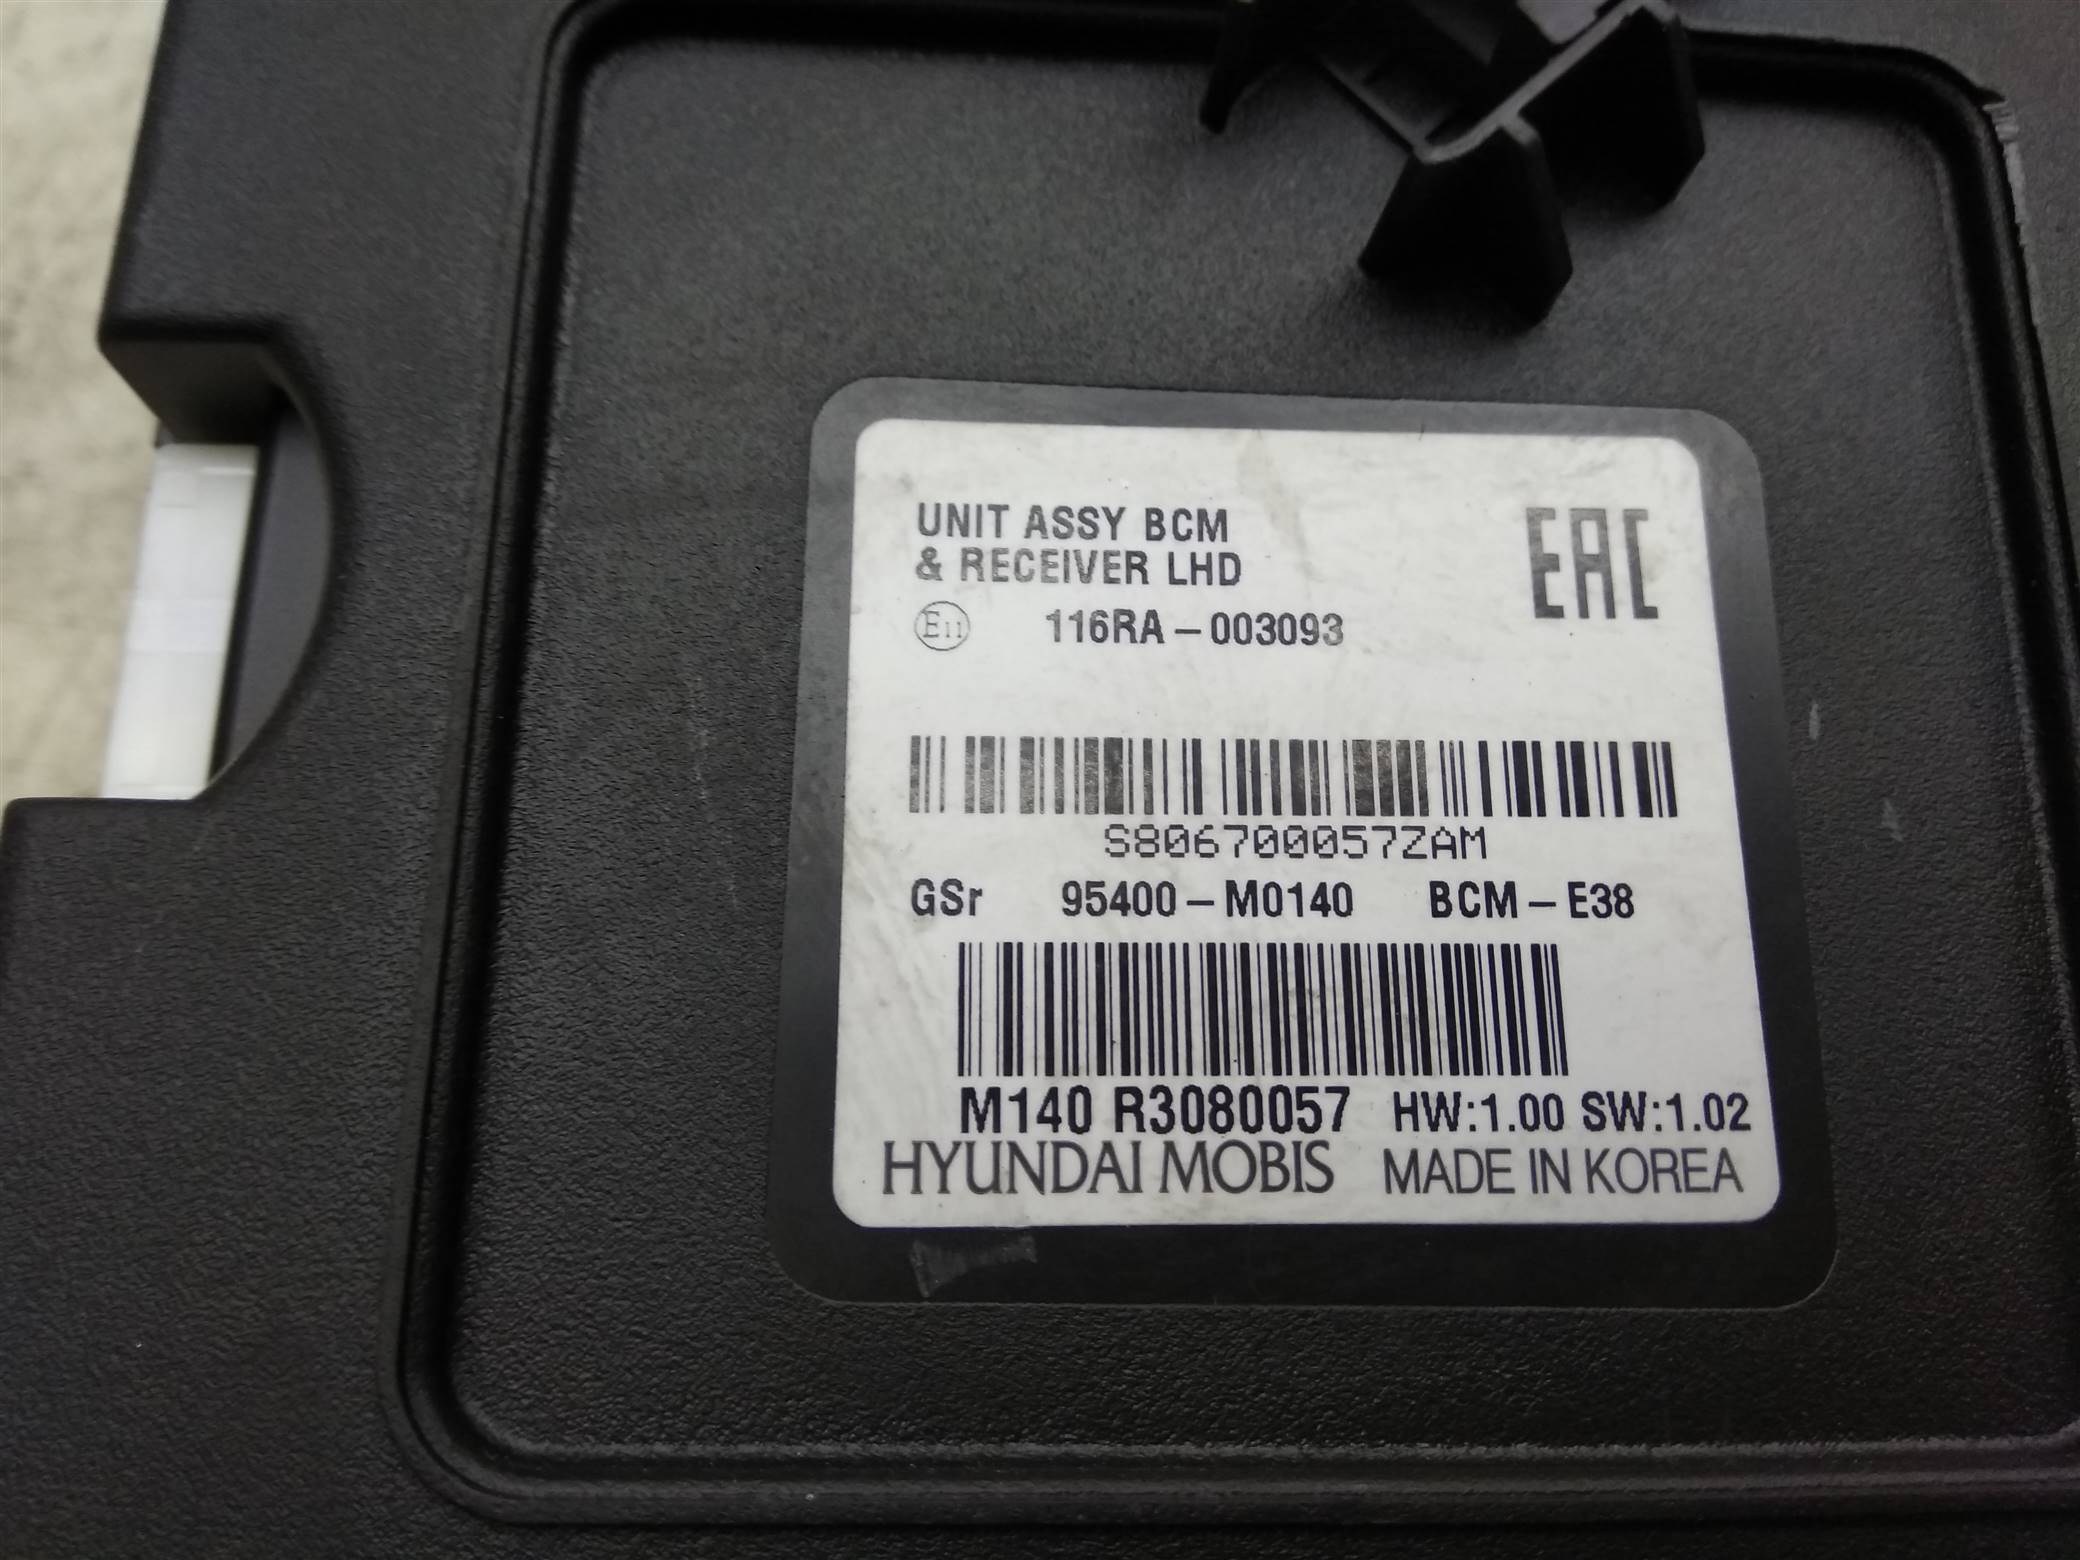 UNIT ASSY BCM
& RECEIVER LHD
EAC
E11 116RA-003093
S806700057ZAM
GSr 95400-M0140 BCM-E38
M140 R3080057 HW:1.00 SW:1.02
HYUNDAI MOBIS MADE IN KOREA